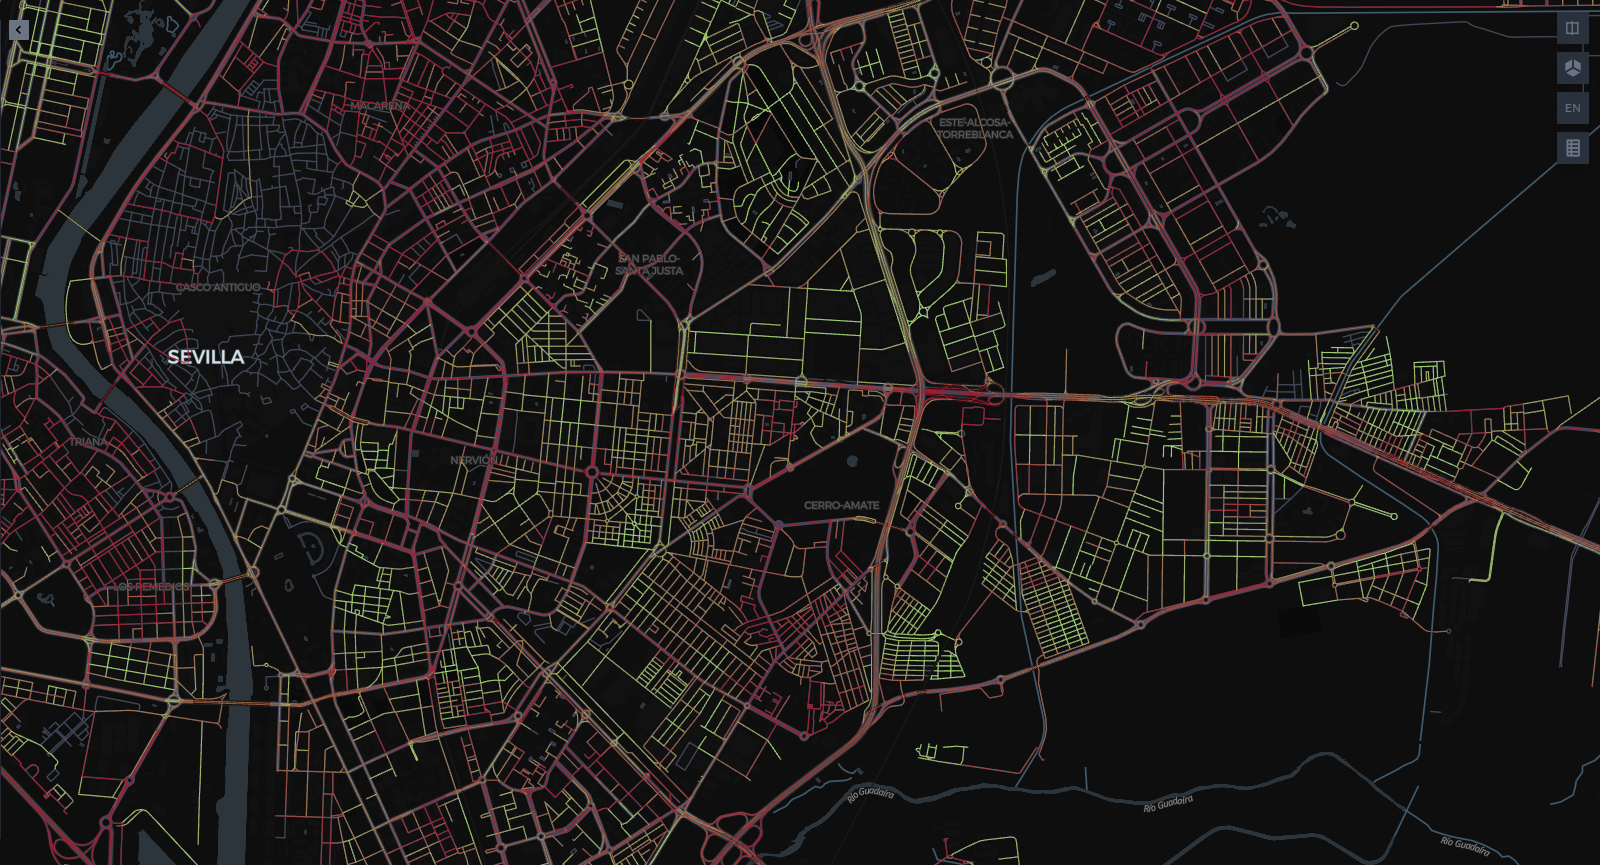 EN
MACARENA
ESTE-ALCOSA-
TORREBLANCA
SAN PABLO-
SANTA JUSTA
CASCO ANTIGUO
SEVILLA
TRIANA
NERVIÓN
CERRO-AMATE
LOS REMEDIOS
Río Guadaíra
Río Guadaíra
Río Guadaíra